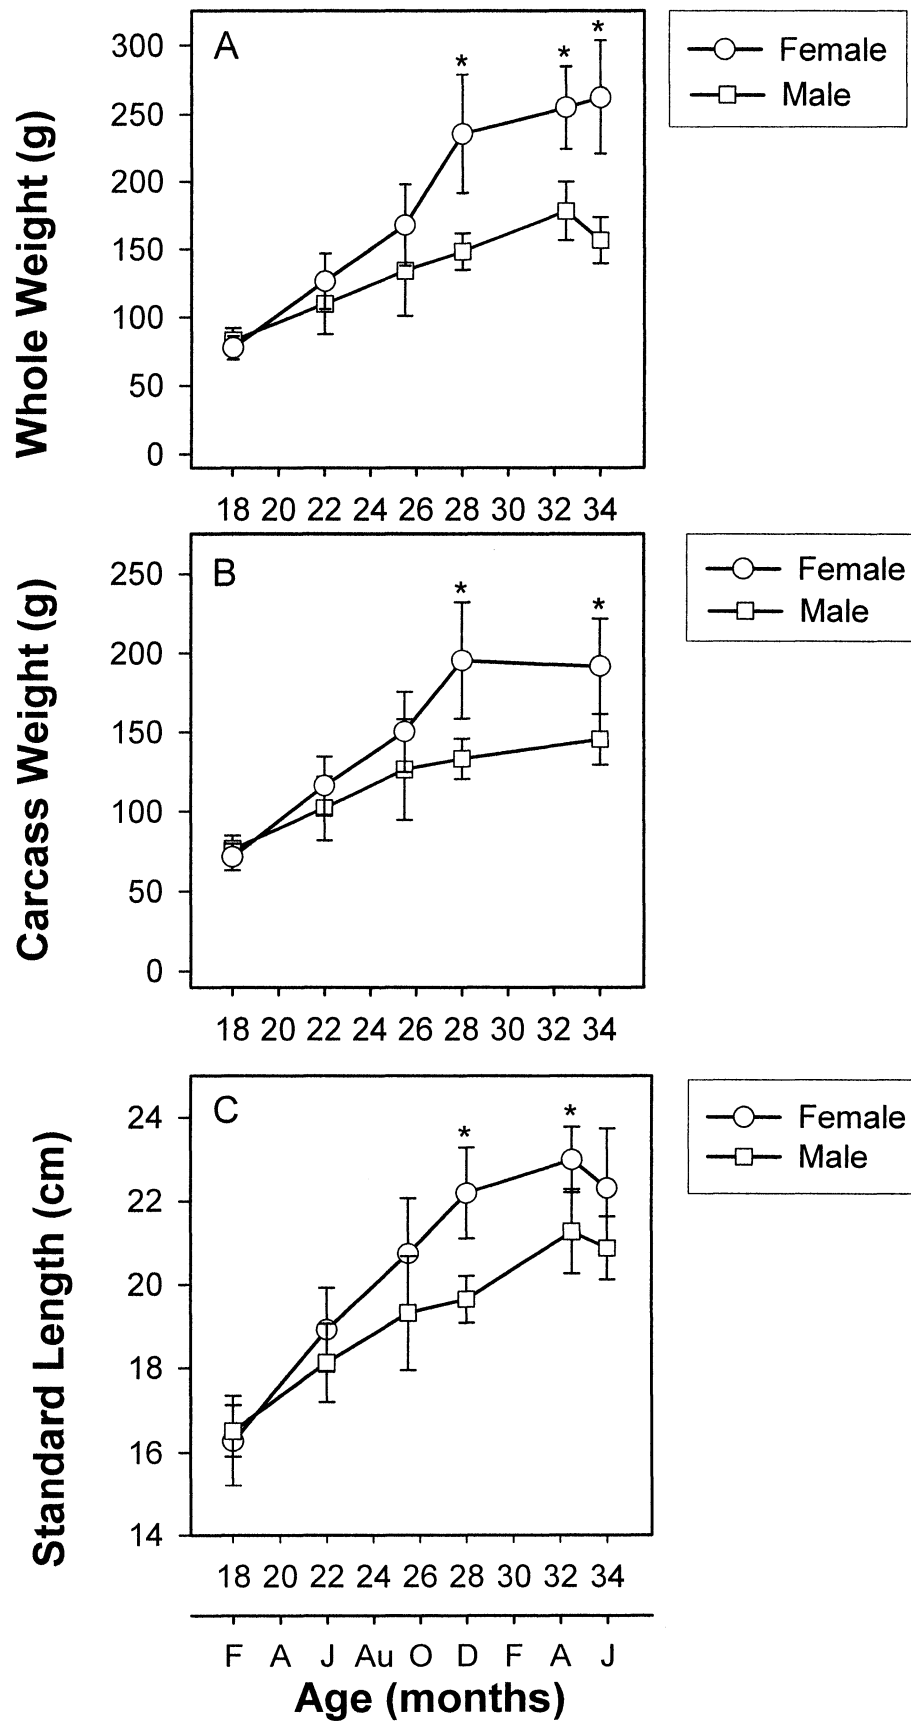 A
*
*
*
300
250
200
150
100
50
0
Whole Weight (g)
18 20 22 24 26 28 30 32 34
Female
Male
B
*
*
250
200
150
100
50
0
Carcass Weight (g)
18 20 22 24 26 28 30 32 34
Female
Male
C
*
*
24
22
20
18
16
14
Standard Length (cm)
18 20 22 24 26 28 30 32 34
F A J Au O D F A J
Age (months)
Female
Male